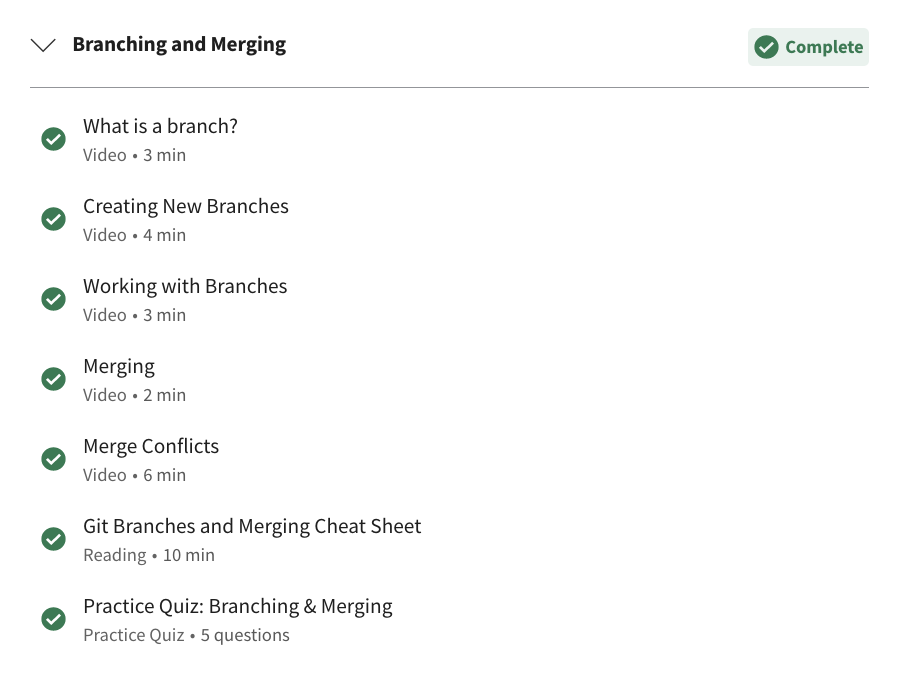 Branching and Merging
Complete
What is a branch?
Video • 3 min
Creating New Branches
Video • 4 min
Working with Branches
Video • 3 min
Merging
Video • 2 min
Merge Conflicts
Video • 6 min
Git Branches and Merging Cheat Sheet
Reading • 10 min
Practice Quiz: Branching & Merging
Practice Quiz • 5 questions